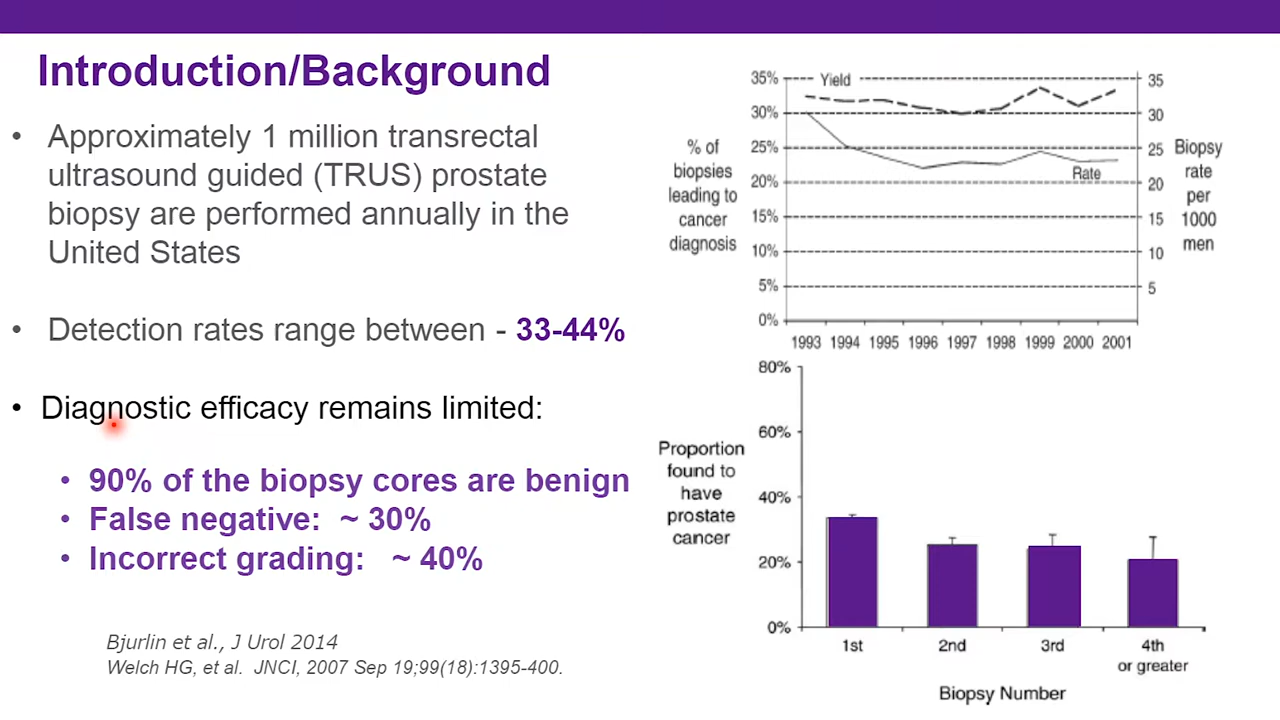 Introduction/Background
• Approximately 1 million transrectal
ultrasound guided (TRUS) prostate
biopsy are performed annually in the
United States
• Detection rates range between - 33-44%
• Diagnostic efficacy remains limited:
• 90% of the biopsy cores are benign
• False negative: ~ 30%
• Incorrect grading: ~ 40%
Bjurlin et al., J Urol 2014
Welch HG, et al. JNCI, 2007 Sep 19;99(18):1395-400.
% of
biopsies
leading to
cancer
diagnosis
35%
30%
25%
20%
15%
10%
5%
0%
Yield
Rate
35
30
25
20
15
10
5
Biopsy
rate
per
1000
men
1993 1994 1995 1996 1997 1998 1999 2000 2001
Proportion
found to
have
prostate
cancer
80%
60%
40%
20%
0%
1st 2nd 3rd 4th
or greater
Biopsy Number